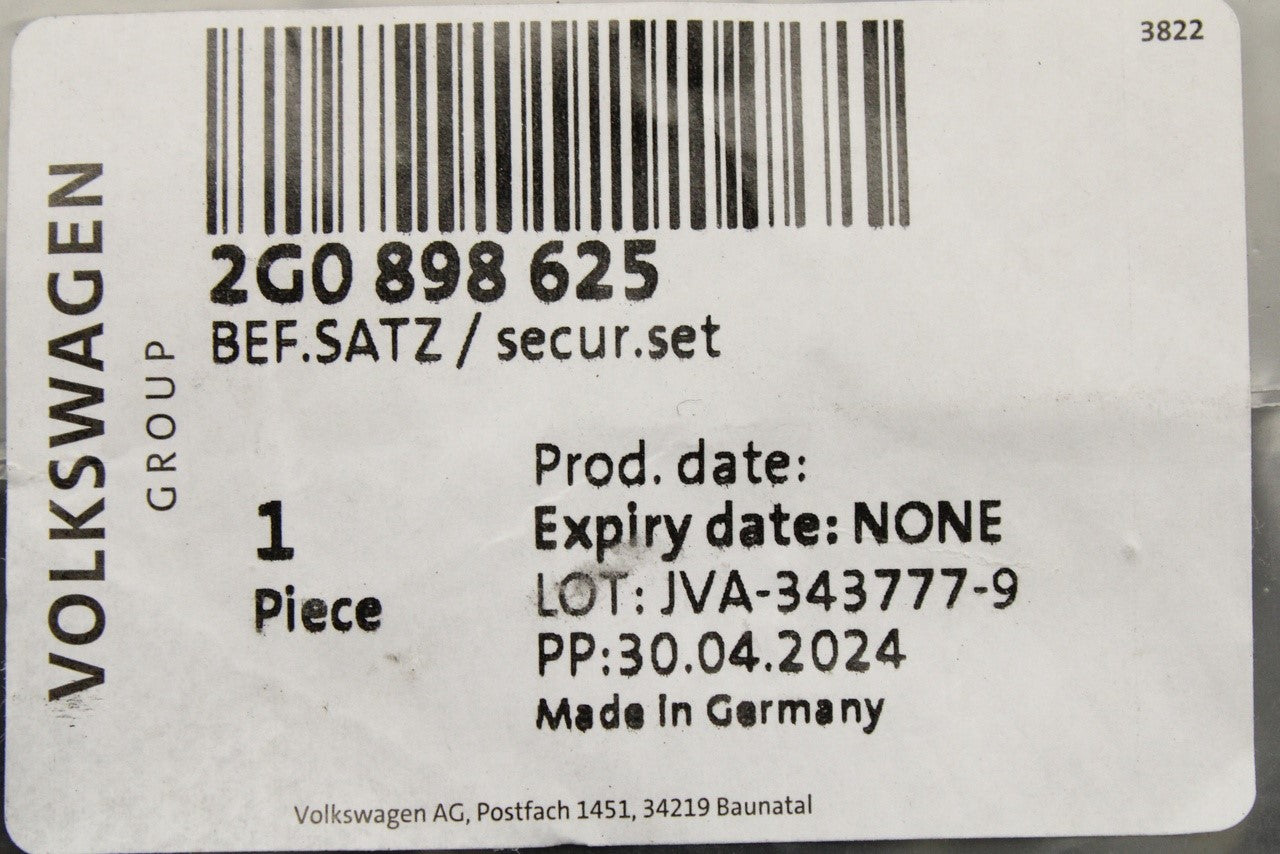 3822
VOLKSWAGEN
GROUP
2G0 898 625
BEF.SATZ / secur.set
1
Piece
Prod. date:
Expiry date: NONE
LOT: JVA-343777-9
PP:30.04.2024
Made in Germany
Volkswagen AG, Postfach 1451, 34219 Baunatal